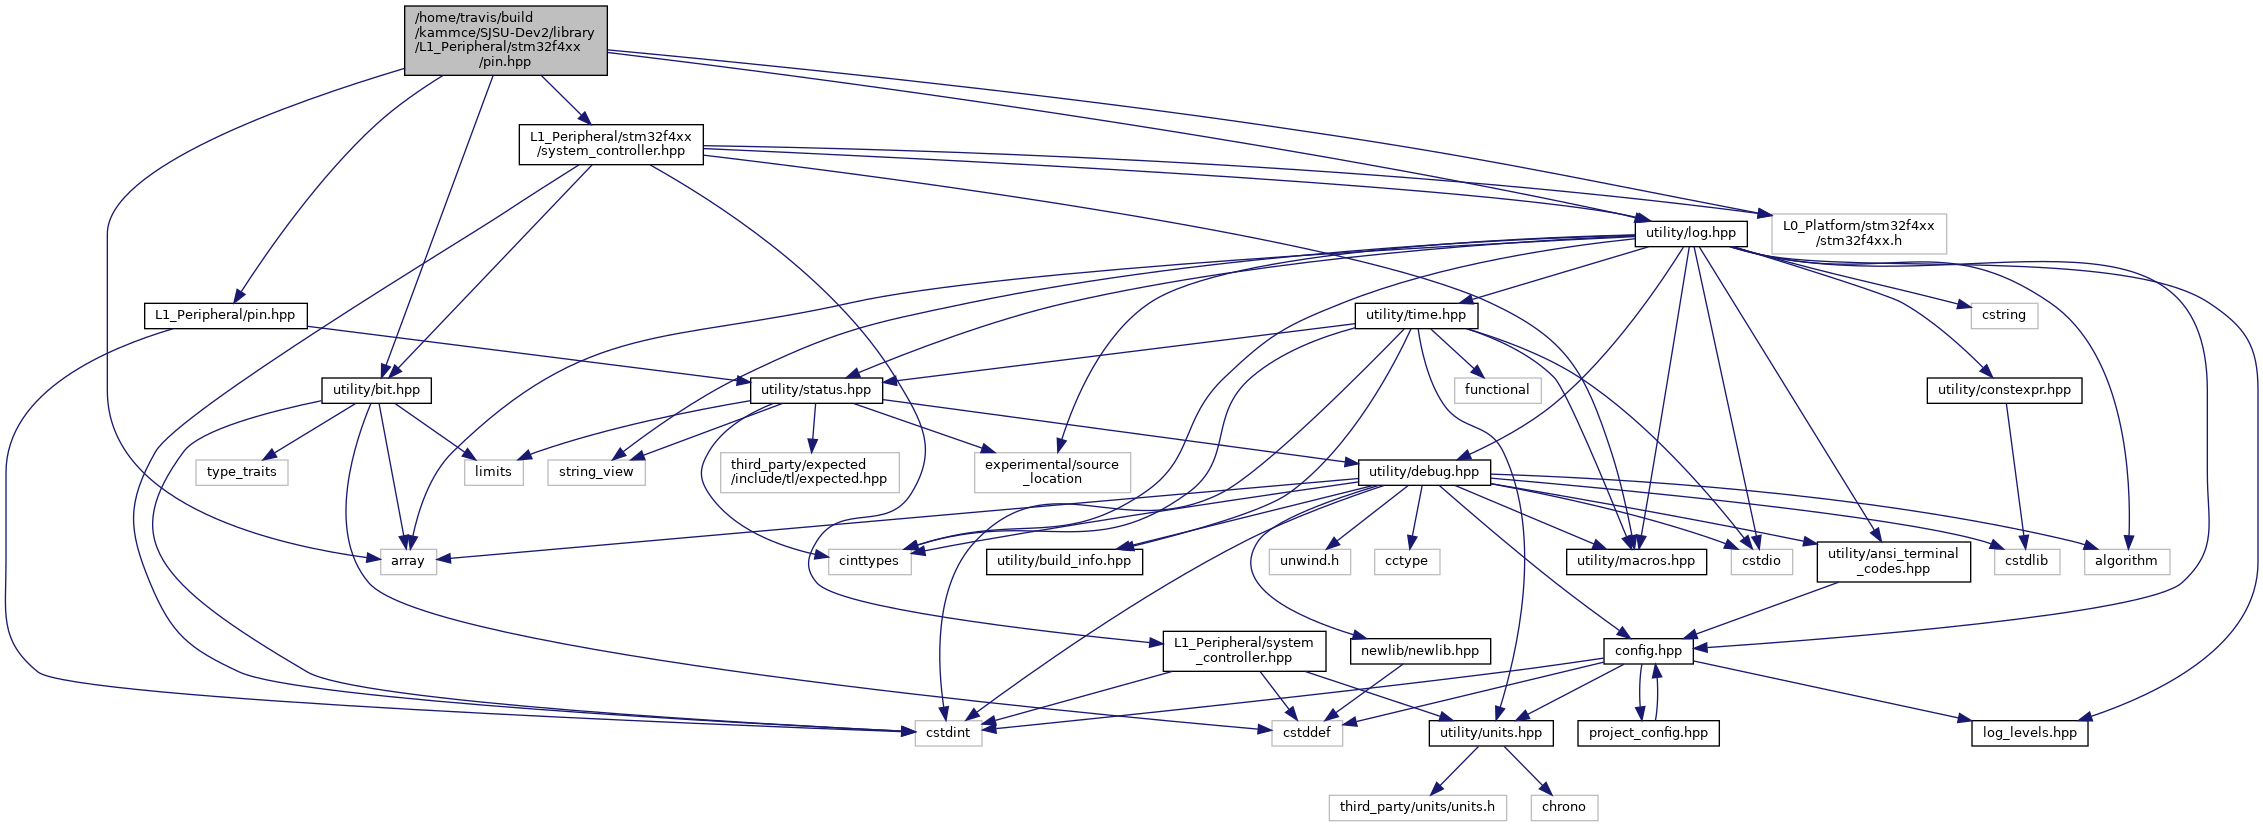 /home/travis/build
/kammce/SJSU-Dev2/library
/L1_Peripheral/stm32f4xx
/pin.hpp
L1_Peripheral/stm32f4xx
/system_controller.hpp
utility/log.hpp
L0_Platform/stm32f4xx
/stm32f4xx.h
L1_Peripheral/pin.hpp
utility/time.hpp
cstring
utility/bit.hpp
utility/status.hpp
functional
utility/constexpr.hpp
type_traits
limits
string_view
third_party/expected
/include/tl/expected.hpp
experimental/source
_location
utility/debug.hpp
array
cinttypes
utility/build_info.hpp
unwind.h
cctype
utility/macros.hpp
cstdio
utility/ansi_terminal
_codes.hpp
cstdlib
algorithm
L1_Peripheral/system
_controller.hpp
newlib/newlib.hpp
config.hpp
cstdint
cstddef
utility/units.hpp
project_config.hpp
log_levels.hpp
third_party/units/units.h
chrono